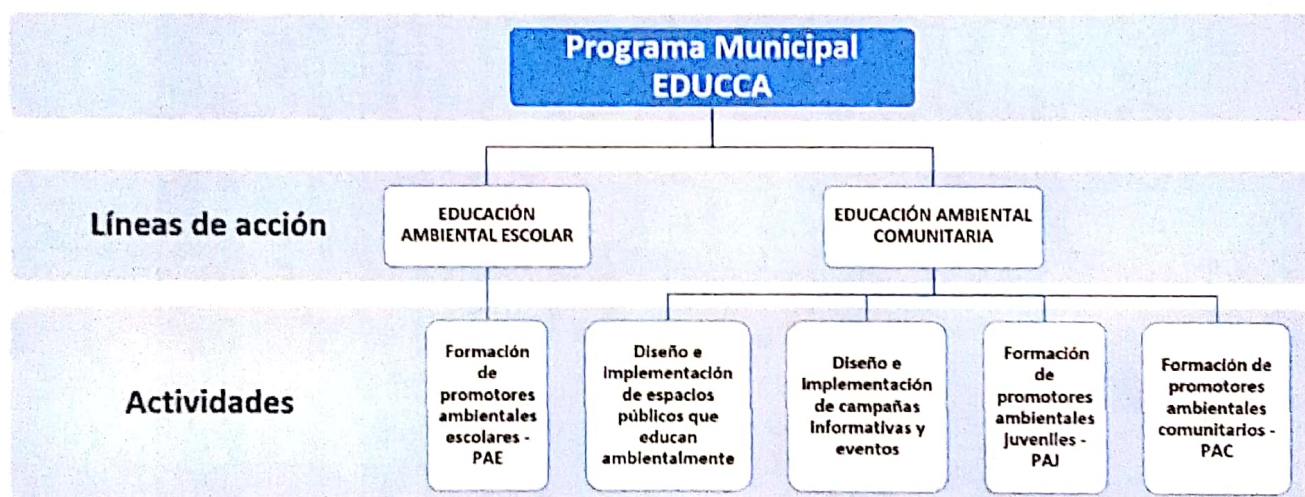 Programa Municipal
EDUCCA
Líneas de acción
EDUCACIÓN
AMBIENTAL ESCOLAR
EDUCACIÓN AMBIENTAL
COMUNITARIA
Actividades
Formación
de
promotores
ambientales
escolares -
PAE
Diseño e
Implementación
de espacios
públicos que
educan
ambientalmente
Diseño e
Implementación
de campañas
Informativas y
eventos
Formación
de
promotores
ambientales
juveniles -
PAJ
Formación de
promotores
ambientales
comunitarios -
PAC